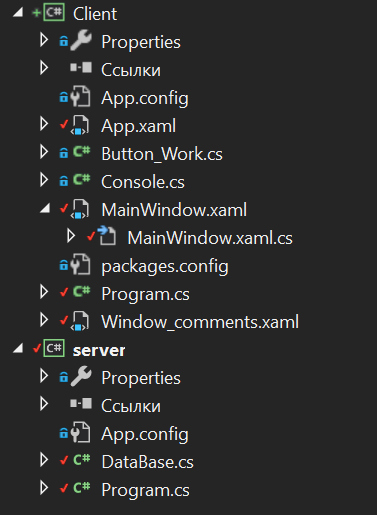 C# Client
Properties
Ссылки
App.config
App.xaml
C# Button_Work.cs
C# Console.cs
MainWindow.xaml
MainWindow.xaml.cs
packages.config
C# Program.cs
Window_comments.xaml
C# server
Properties
Ссылки
App.config
C# DataBase.cs
C# Program.cs